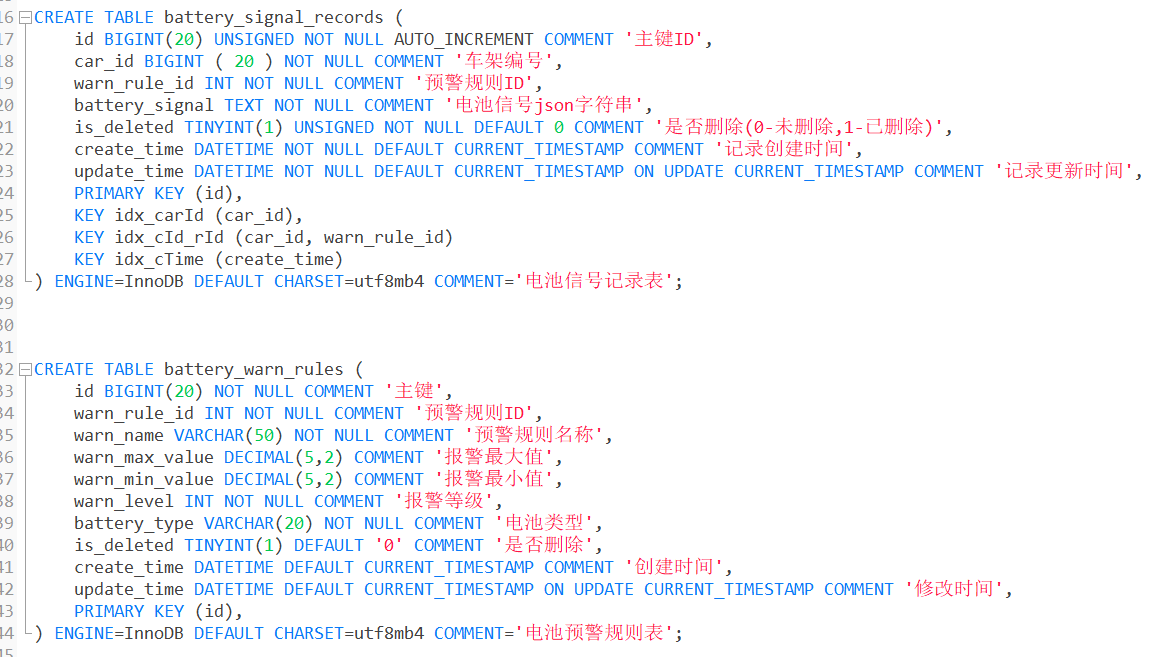 16 CREATE TABLE battery_signal_records (
17 id BIGINT(20) UNSIGNED NOT NULL AUTO_INCREMENT COMMENT '主键ID',
18 car_id BIGINT ( 20 ) NOT NULL COMMENT '车架编号',
19 warn_rule_id INT NOT NULL COMMENT '预警规则ID',
20 battery_signal TEXT NOT NULL COMMENT '电池信号json字符串',
21 is_deleted TINYINT(1) UNSIGNED NOT NULL DEFAULT 0 COMMENT '是否删除(0-未删除,1-已删除)',
22 create_time DATETIME NOT NULL DEFAULT CURRENT_TIMESTAMP COMMENT '记录创建时间',
23 update_time DATETIME NOT NULL DEFAULT CURRENT_TIMESTAMP ON UPDATE CURRENT_TIMESTAMP COMMENT '记录更新时间',
24 PRIMARY KEY (id),
25 KEY idx_carId (car_id),
26 KEY idx_cId_rId (car_id, warn_rule_id)
27 KEY idx_cTime (create_time)
28 ) ENGINE=InnoDB DEFAULT CHARSET=utf8mb4 COMMENT='电池信号记录表';
29
30
31
32 CREATE TABLE battery_warn_rules (
33 id BIGINT(20) NOT NULL COMMENT '主键',
34 warn_rule_id INT NOT NULL COMMENT '预警规则ID',
35 warn_name VARCHAR(50) NOT NULL COMMENT '预警规则名称',
36 warn_max_value DECIMAL(5,2) COMMENT '报警最大值',
37 warn_min_value DECIMAL(5,2) COMMENT '报警最小值',
38 warn_level INT NOT NULL COMMENT '报警等级',
39 battery_type VARCHAR(20) NOT NULL COMMENT '电池类型',
40 is_deleted TINYINT(1) DEFAULT '0' COMMENT '是否删除',
41 create_time DATETIME DEFAULT CURRENT_TIMESTAMP COMMENT '创建时间',
42 update_time DATETIME DEFAULT CURRENT_TIMESTAMP ON UPDATE CURRENT_TIMESTAMP COMMENT '修改时间',
43 PRIMARY KEY (id),
44 ) ENGINE=InnoDB DEFAULT CHARSET=utf8mb4 COMMENT='电池预警规则表';
45